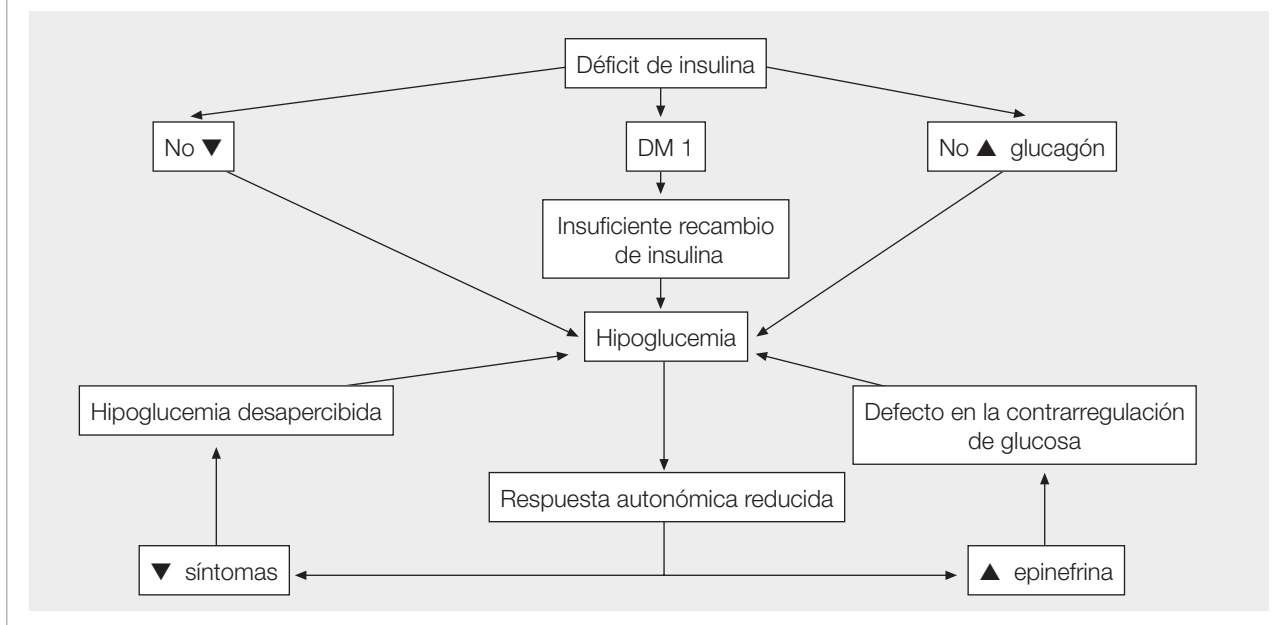 Déficit de insulina
No ▼
DM 1
No ▲ glucagón
Insuficiente recambio
de insulina
Hipoglucemia
Hipoglucemia desapercibida
Defecto en la contrarregulación
de glucosa
Respuesta autonómica reducida
▼ síntomas
▲ epinefrina